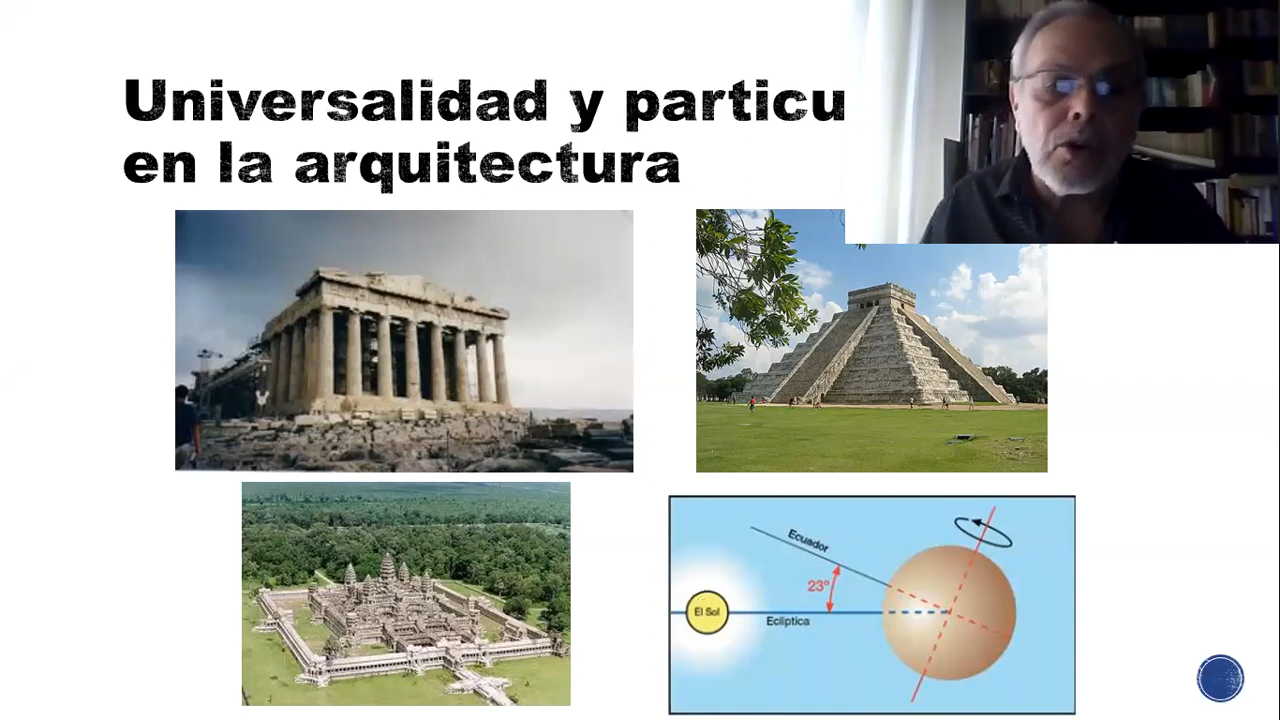 Universalidad y particu
en la arquitectura
Ecuador
23°
El Sol
Eclíptica